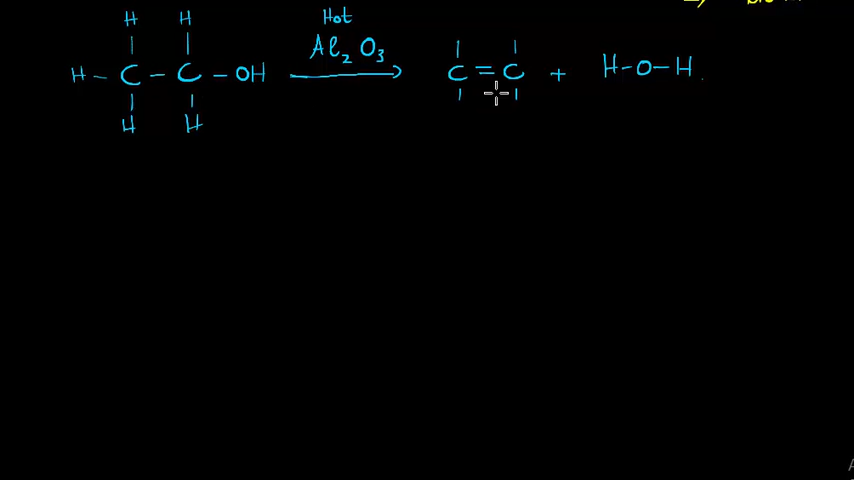 H H Hot
Al2O3
H - C - C - OH → C = C + H-O-H
H H